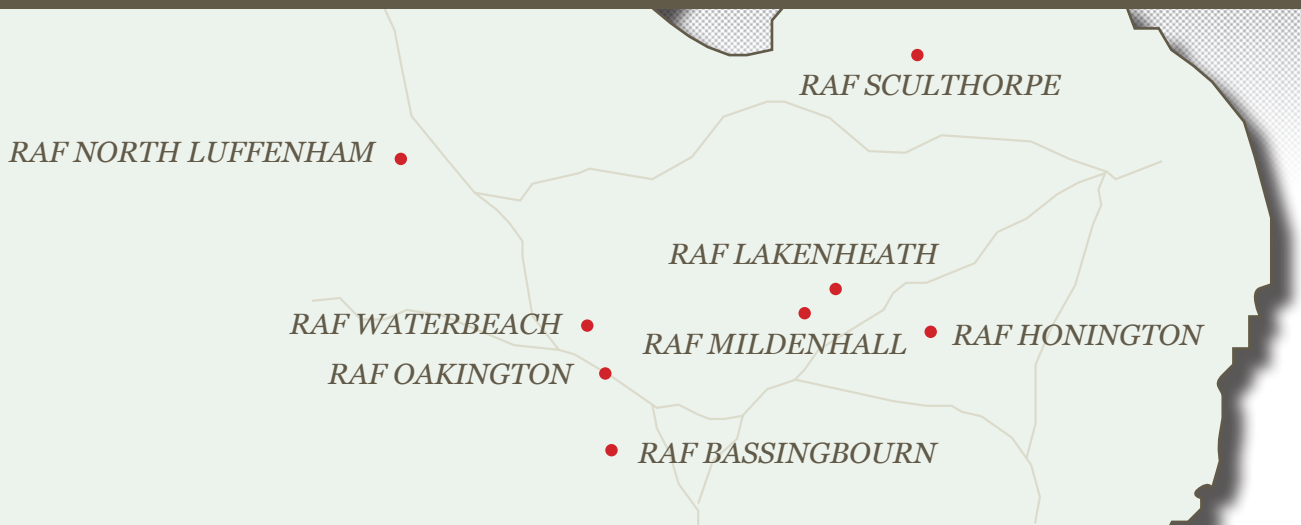 RAF SCULTHORPE
RAF NORTH LUFFENHAM
RAF LAKENHEATH
RAF WATERBEACH
RAF MILDENHALL
RAF HONINGTON
RAF OAKINGTON
RAF BASSINGBOURN